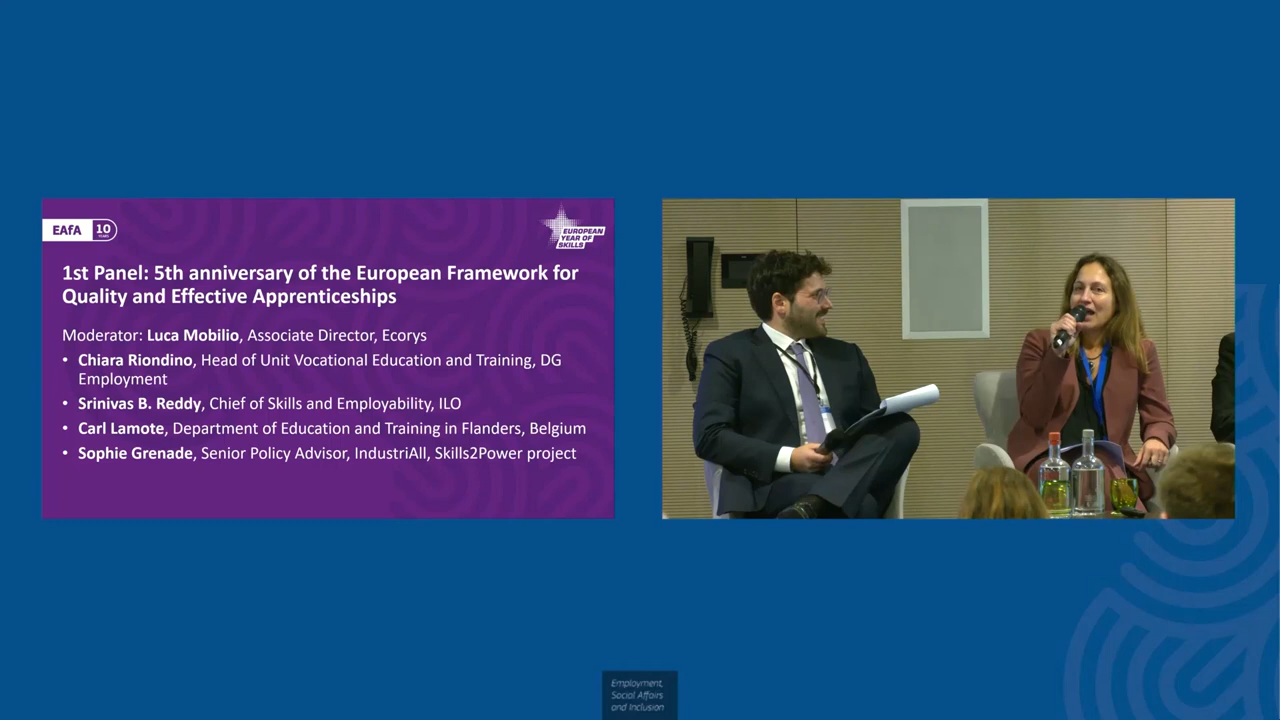 EAfA 10
YEARS
EUROPEAN
YEAR OF
SKILLS
1st Panel: 5th anniversary of the European Framework for
Quality and Effective Apprenticeships
Moderator: Luca Mobilio, Associate Director, Ecorys
• Chiara Riondino, Head of Unit Vocational Education and Training, DG
Employment
• Srinivas B. Reddy, Chief of Skills and Employability, ILO
• Carl Lamote, Department of Education and Training in Flanders, Belgium
• Sophie Grenade, Senior Policy Advisor, IndustriAll, Skills2Power project
Employment,
Social Affairs
and Inclusion